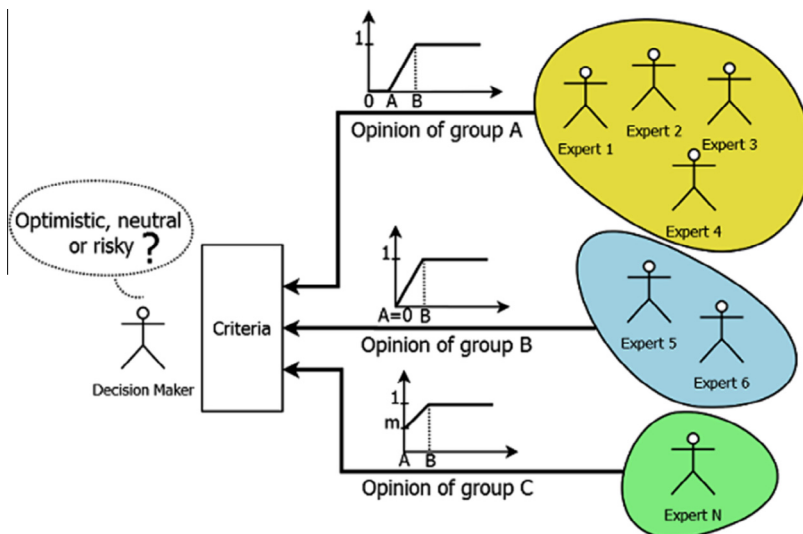 1
0
A
B
Opinion of group A
Expert 1
Expert 2
Expert 3
Expert 4
Optimistic, neutral
or risky ?
Decision Maker
Criteria
1
A=0
B
Opinion of group B
Expert 5
Expert 6
1
m
A
B
Opinion of group C
Expert N